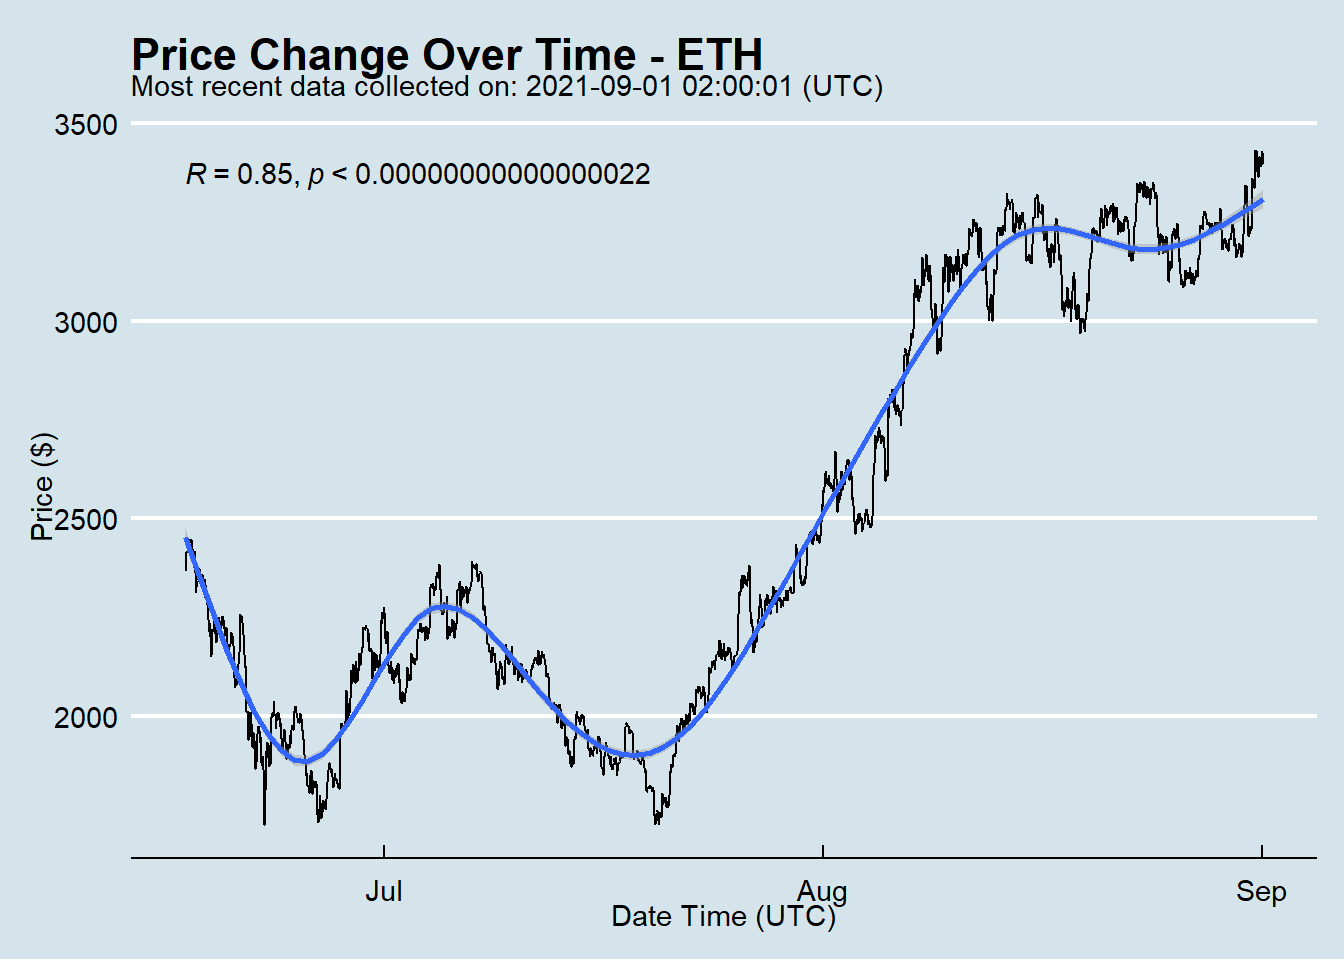 Price Change Over Time - ETH
Most recent data collected on: 2021-09-01 02:00:01 (UTC)
R = 0.85, p < 0.00000000000000022
3500
3000
2500
2000
Price ($)
Jul
Aug
Sep
Date Time (UTC)